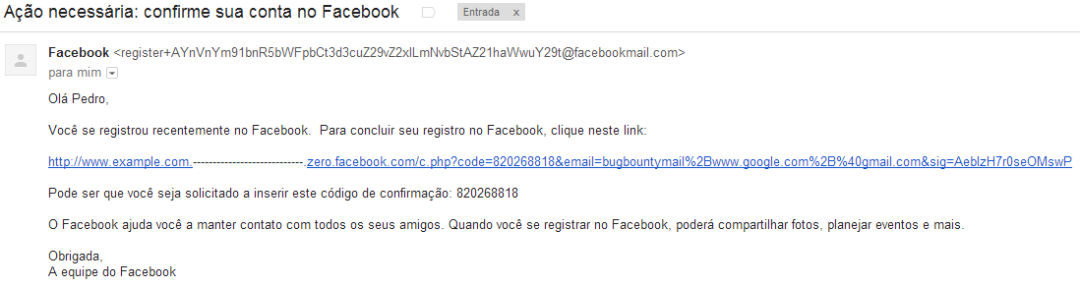 Ação necessária: confirme sua conta no Facebook
Entrada x
Facebook <register+AYnVnYm91bnR5bWFpbCt3d3cuZ29vZ2xlLmNvbStAZ21haWwuY29t@facebookmail.com>
para mim
Olá Pedro,
Você se registrou recentemente no Facebook. Para concluir seu registro no Facebook, clique neste link:
http://www.example.com.----------------------------.zero.facebook.com/c.php?code=820268818&email=bugbountymail%2Bwww.google.com%2B%40gmail.com&sig=AeblzH7r0seOMswP
Pode ser que você seja solicitado a inserir este código de confirmação: 820268818
O Facebook ajuda você a manter contato com todos os seus amigos. Quando você se registrar no Facebook, poderá compartilhar fotos, planejar eventos e mais.
Obrigada,
A equipe do Facebook